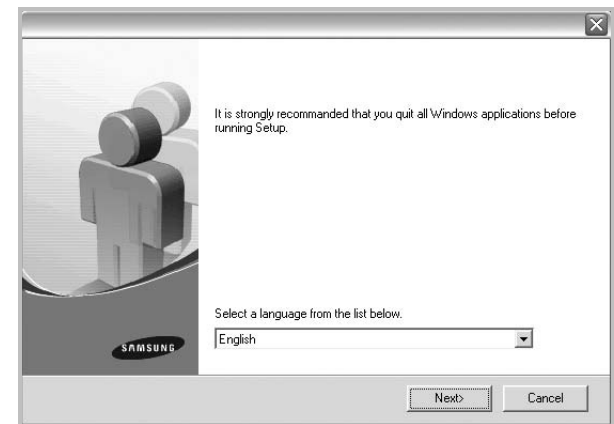 It is strongly recommanded that you quit all Windows applications before
running Setup.
Select a language from the list below.
English
SAMSUNG
Next>
Cancel